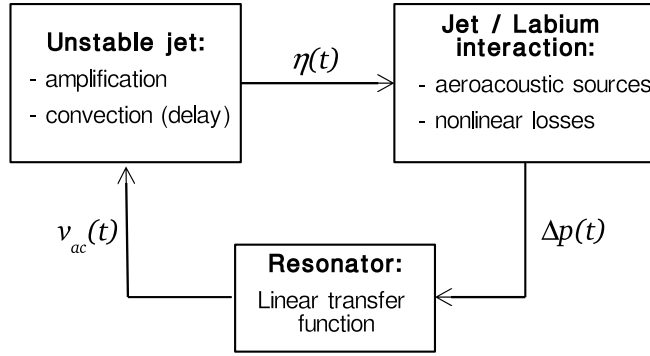 Unstable jet:
- amplification
- convection (delay)
η(t)
Jet / Labium
interaction:
- aeroacoustic sources
- nonlinear losses
v_ac(t)
Δp(t)
Resonator:
Linear transfer
function